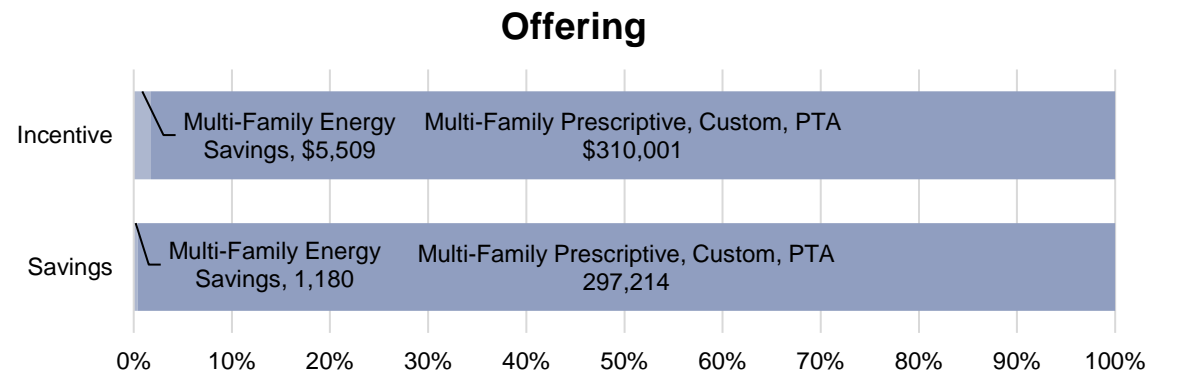 Offering
Incentive
Multi-Family Energy
Savings, $5,509
Multi-Family Prescriptive, Custom, PTA
$310,001
Savings
Multi-Family Energy
Savings, 1,180
Multi-Family Prescriptive, Custom, PTA
297,214
0% 10% 20% 30% 40% 50% 60% 70% 80% 90% 100%